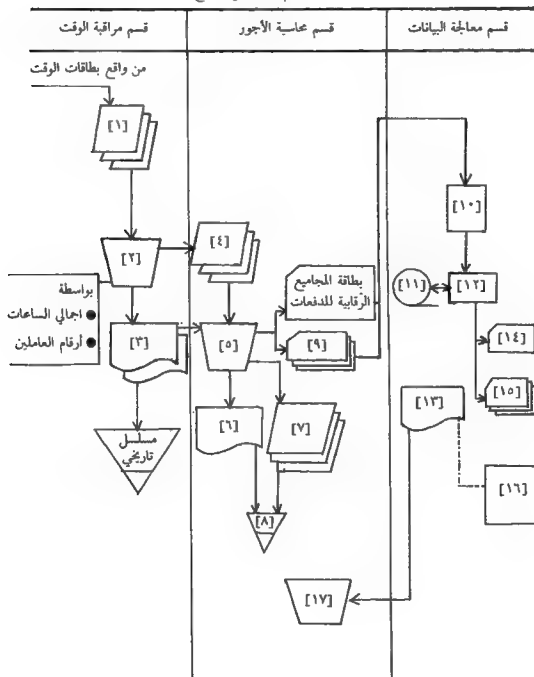 قسم مراقبة الوقت
قسم محاسبة الأجور
قسم معالجة البيانات
من واقع بطاقات الوقت
[١]
[٢]
بواسطة
● اجمالي الساعات
● أرقام العاملين
[٣]
مسلسل
تاريخي
[٤]
[٥]
بطاقة المجاميع
الرقابية للدفعات
[٩]
[٦]
[٧]
[٨]
[١٠]
[١١]
[١٢]
[١٤]
[١٥]
[١٣]
[١٦]
[١٧]